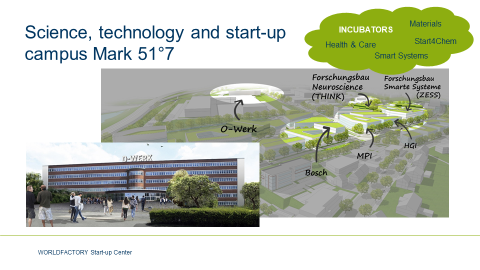 Science, technology and start-up
campus Mark 51°7
INCUBATORS
Materials
Health & Care
Start4Chem
Smart Systems
Forschungsbau
Neuroscience
(THINK)
Forschungsbau
Smarte Systeme
(ZESS)
O-Werk
HGI
MPI
Bosch
O-WERK
WORLDFACTORY Start-up Center